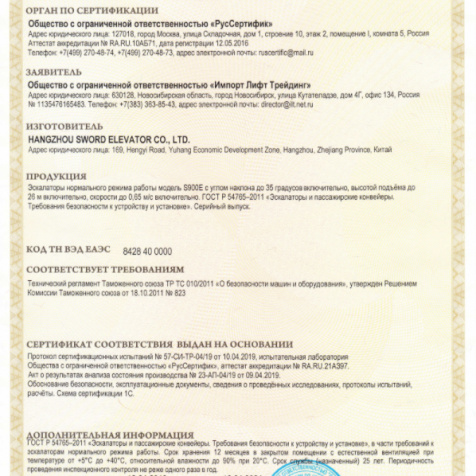 ОРГАН ПО СЕРТИФИКАЦИИ
Общество с ограниченной ответственностью «РусСертифик»
Адрес юридического лица: 127018, город Москва, улица Складочная, дом 1, строение 10, этаж 2, помещение I, комната 5, Россия
Аттестат аккредитации № RA.RU.10АБ71, дата регистрации 12.05.2016
Телефон: +7(499) 270-48-74, +7(499) 270-48-73, адрес электронной почты: russcertific@mail.ru
ЗАЯВИТЕЛЬ
Общество с ограниченной ответственностью «Импорт Лифт Трейдинг»
Адрес юридического лица: 630128, Новосибирская область, город Новосибирск, улица Кутателадзе, дом 4Г, офис 134, Россия
№ 1135476165483. Телефон: +7(383) 363-85-43, адрес электронной почты: director@ilt.net.ru
ИЗГОТОВИТЕЛЬ
HANGZHOU SWORD ELEVATOR CO., LTD.
Адрес юридического лица: 169, Hengyi Road, Yuhang Economic Development Zone, Hangzhou, Zhejiang Province, Китай
ПРОДУКЦИЯ
Эскалаторы нормального режима работы модель S900E с углом наклона до 35 градусов включительно, высотой подъёма до
26 м включительно, скорости до 0,65 м/с включительно. ГОСТ Р 54765–2011 «Эскалаторы и пассажирские конвейеры.
Требования безопасности к устройству и установке». Серийный выпуск.
КОД ТН ВЭД ЕАЭС 8428 40 0000
СООТВЕТСТВУЕТ ТРЕБОВАНИЯМ
Технический регламент Таможенного союза ТР ТС 010/2011 «О безопасности машин и оборудования», утвержден Решением
Комиссии Таможенного союза от 18.10.2011 № 823
СЕРТИФИКАТ СООТВЕТСТВИЯ ВЫДАН НА ОСНОВАНИИ
Протокол сертификационных испытаний № 57-СИ-ТР-04/19 от 10.04.2019, испытательная лаборатория
Общества с ограниченной ответственностью «РусСертифик», аттестат аккредитации № RA.RU.21АЗ97.
Акт о результатах анализа состояния производства № 23-АП-04/19 от 09.04.2019.
Обоснование безопасности, эксплуатационные документы, сведения о проведённых исследованиях, протоколы испытаний,
расчёты. Схема сертификации 1С.
ДОПОЛНИТЕЛЬНАЯ ИНФОРМАЦИЯ
ГОСТ Р 54765–2011 «Эскалаторы и пассажирские конвейеры. Требования безопасности к устройству и установке», в части требований к
эскалаторам нормального режима работы. Срок хранения 12 месяцев в закрытом помещении с естественной вентиляцией при
температуре от +5°С до +40°С, относительной влажности до 98% при 20°С. Срок службы (назначенный) 25 лет. Периодичность
проведения инспекционного контроля не реже одного раза в год.